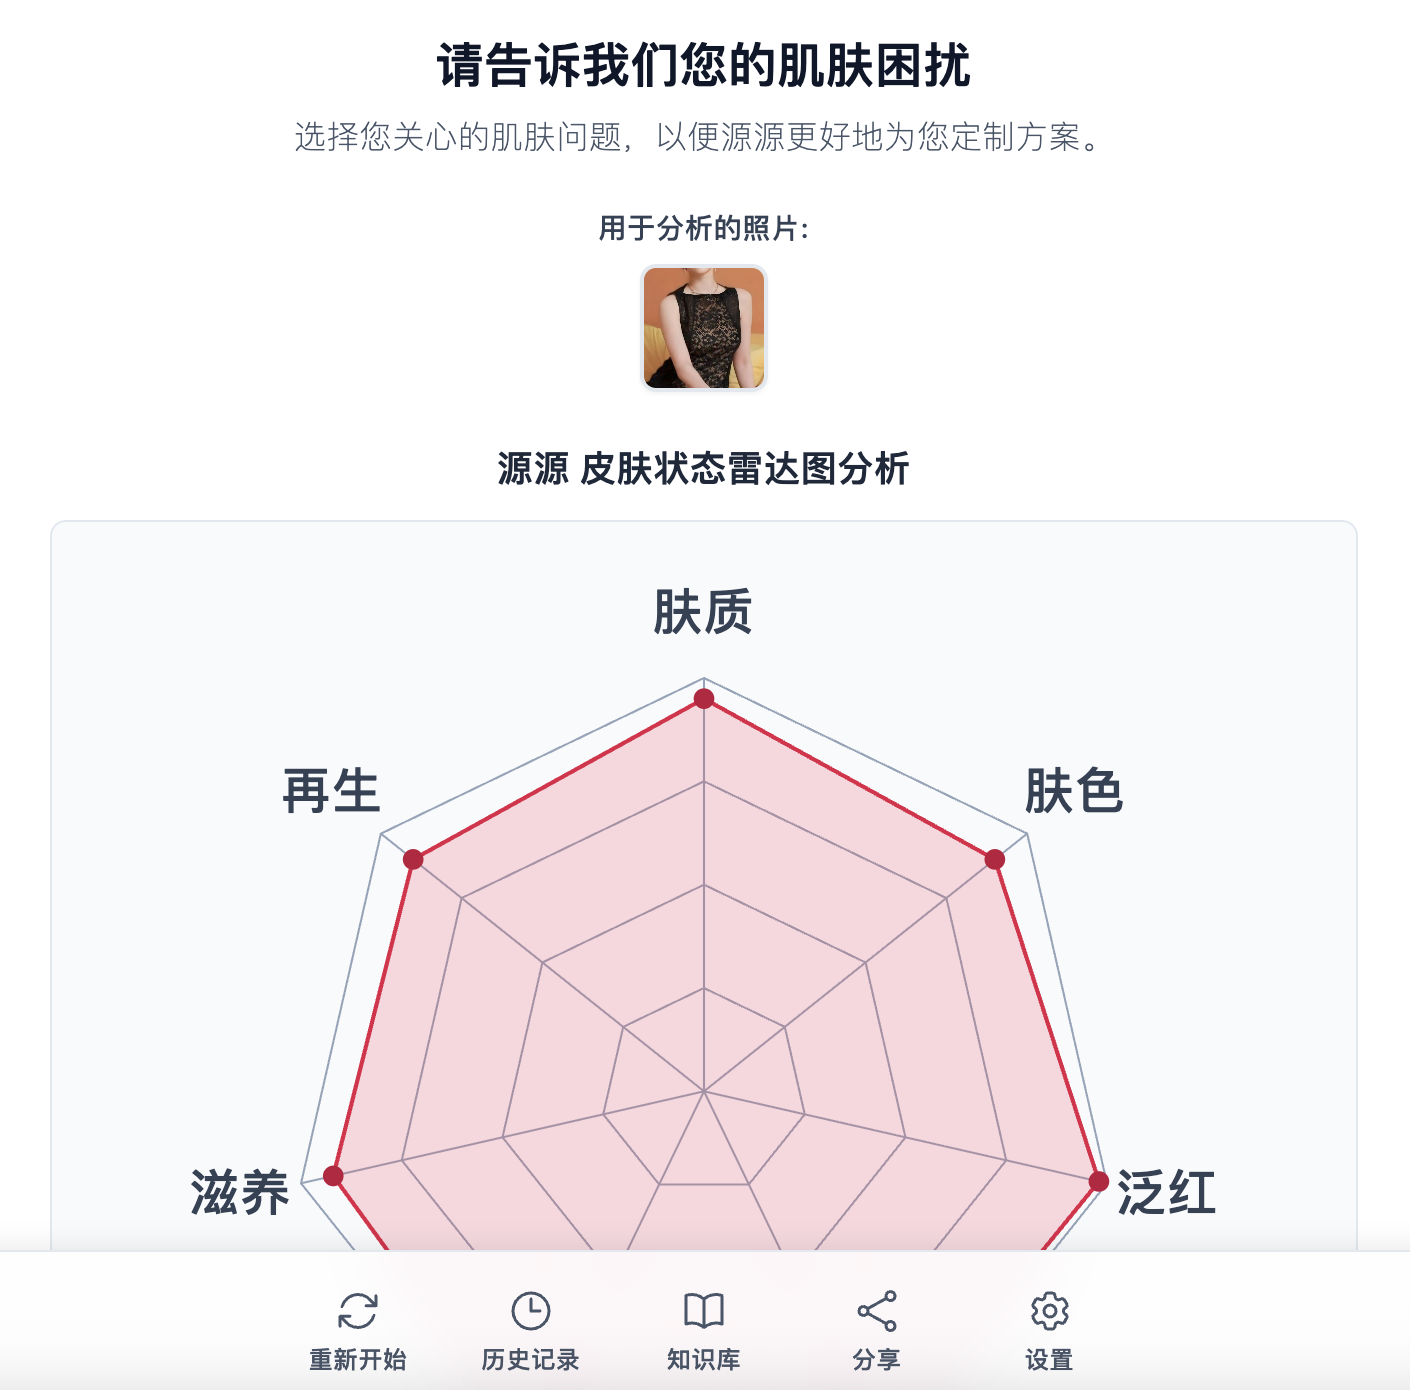 请告诉我们您的肌肤困扰
选择您关心的肌肤问题，以便源源更好地为您定制方案。
用于分析的照片:
源源 皮肤状态雷达图分析
肤质
再生
肤色
滋养
泛红
重新开始
历史记录
知识库
分享
设置